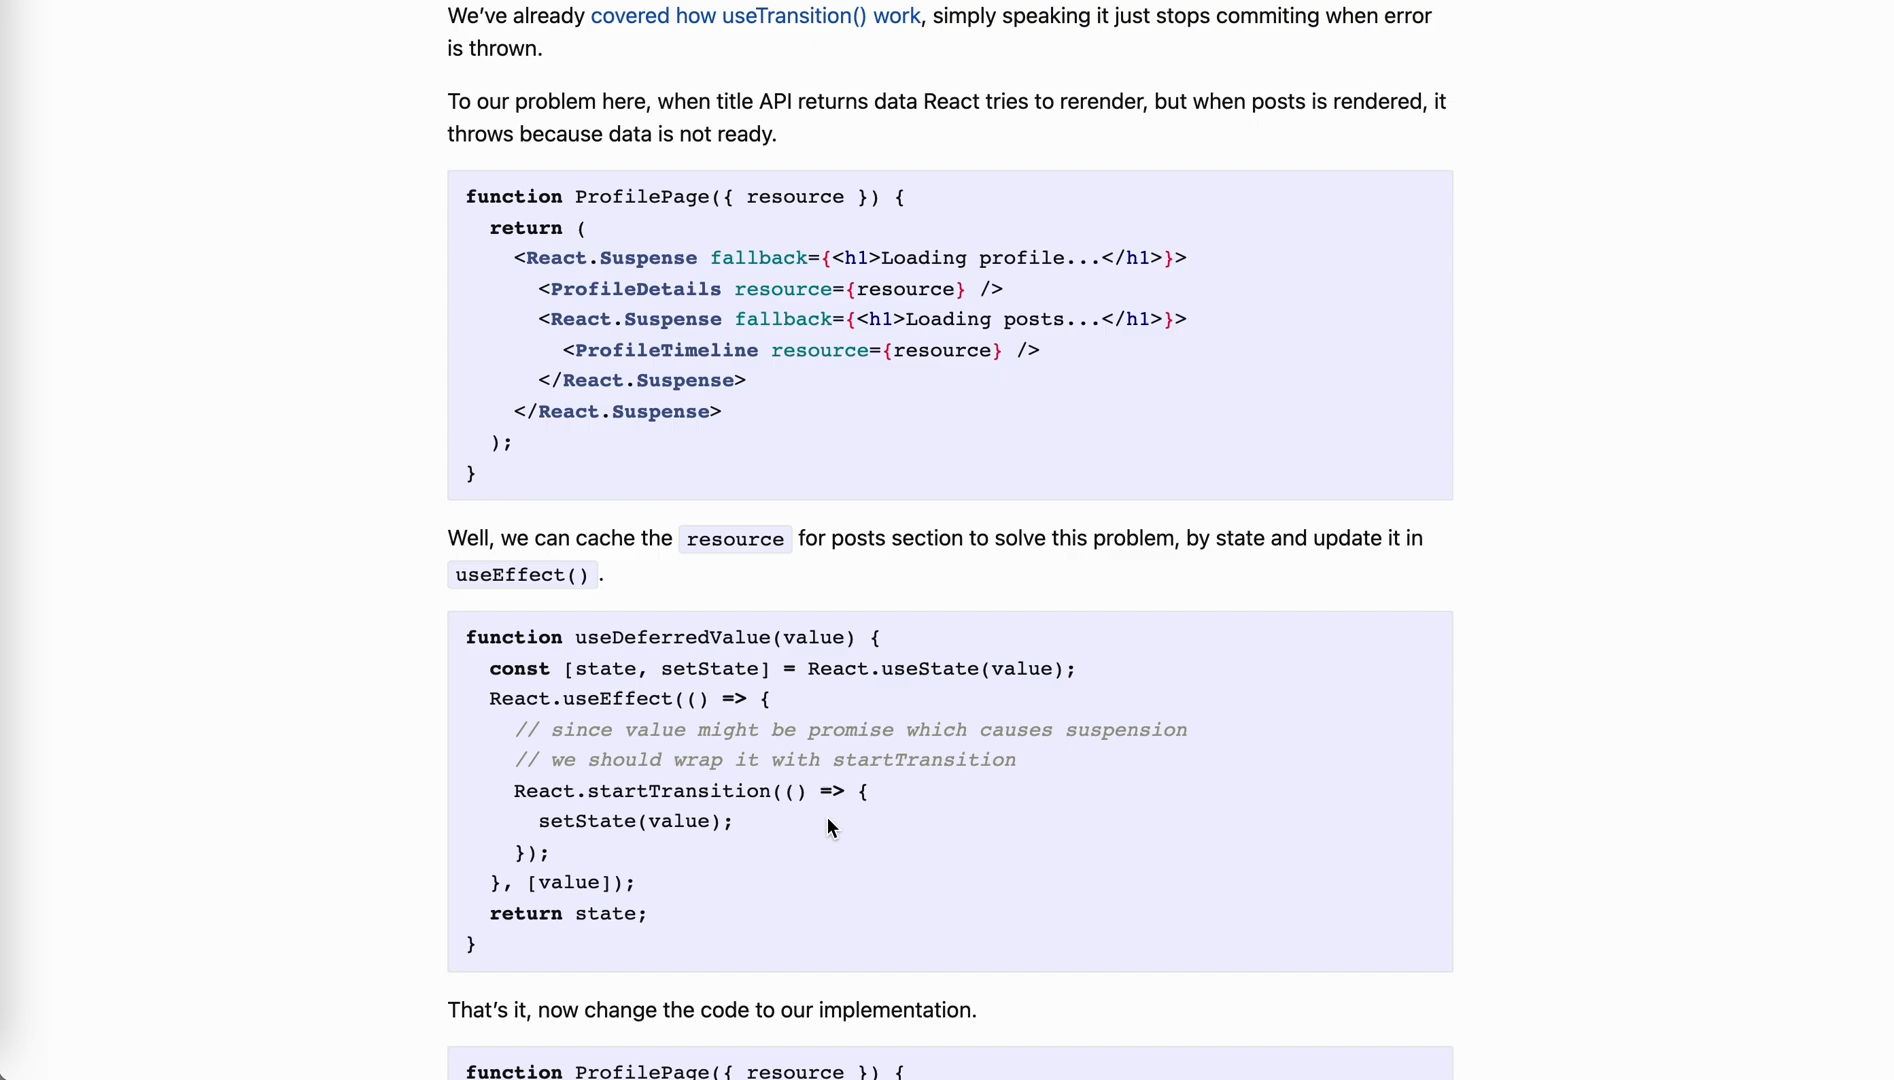 We’ve already covered how useTransition() work, simply speaking it just stops commiting when error
is thrown.
To our problem here, when title API returns data React tries to rerender, but when posts is rendered, it
throws because data is not ready.
function ProfilePage({ resource }) {
  return (
    <React.Suspense fallback={<h1>Loading profile...</h1>}>
      <ProfileDetails resource={resource} />
      <React.Suspense fallback={<h1>Loading posts...</h1>}>
        <ProfileTimeline resource={resource} />
      </React.Suspense>
    </React.Suspense>
  );
}
Well, we can cache the resource for posts section to solve this problem, by state and update it in
useEffect() .
function useDeferredValue(value) {
  const [state, setState] = React.useState(value);
  React.useEffect(() => {
    // since value might be promise which causes suspension
    // we should wrap it with startTransition
    React.startTransition(() => {
      setState(value);
    });
  }, [value]);
  return state;
}
That’s it, now change the code to our implementation.
function ProfilePage({ resource }) {